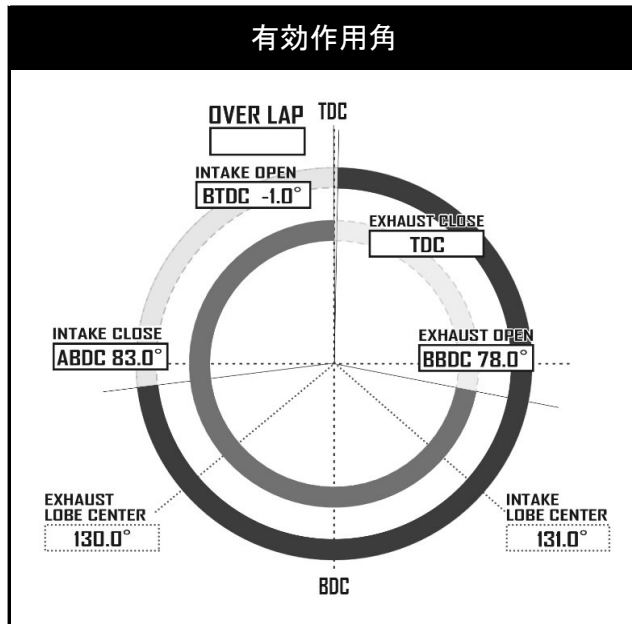 有効作用角
OVER LAP
TDC
INTAKE OPEN
BTDC -1.0°
EXHAUST CLOSE
TDC
INTAKE CLOSE
ABDC 83.0°
EXHAUST OPEN
BBDC 78.0°
EXHAUST
LOBE CENTER
130.0°
INTAKE
LOBE CENTER
131.0°
BDC